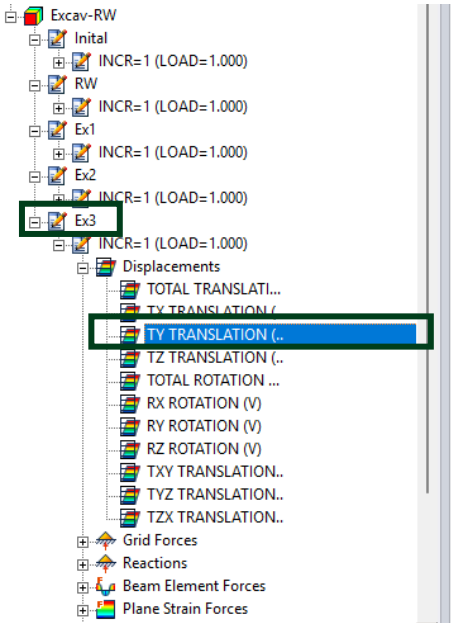 Excav-RW
Inital
INCR=1 (LOAD=1.000)
RW
INCR=1 (LOAD=1.000)
Ex1
INCR=1 (LOAD=1.000)
Ex2
INCR=1 (LOAD=1.000)
Ex3
INCR=1 (LOAD=1.000)
Displacements
TOTAL TRANSLATI...
TX TRANSLATION (
TY TRANSLATION (..
TZ TRANSLATION (..
TOTAL ROTATION ...
RX ROTATION (V)
RY ROTATION (V)
RZ ROTATION (V)
TXY TRANSLATION..
TYZ TRANSLATION..
TZX TRANSLATION..
Grid Forces
Reactions
Beam Element Forces
Plane Strain Forces